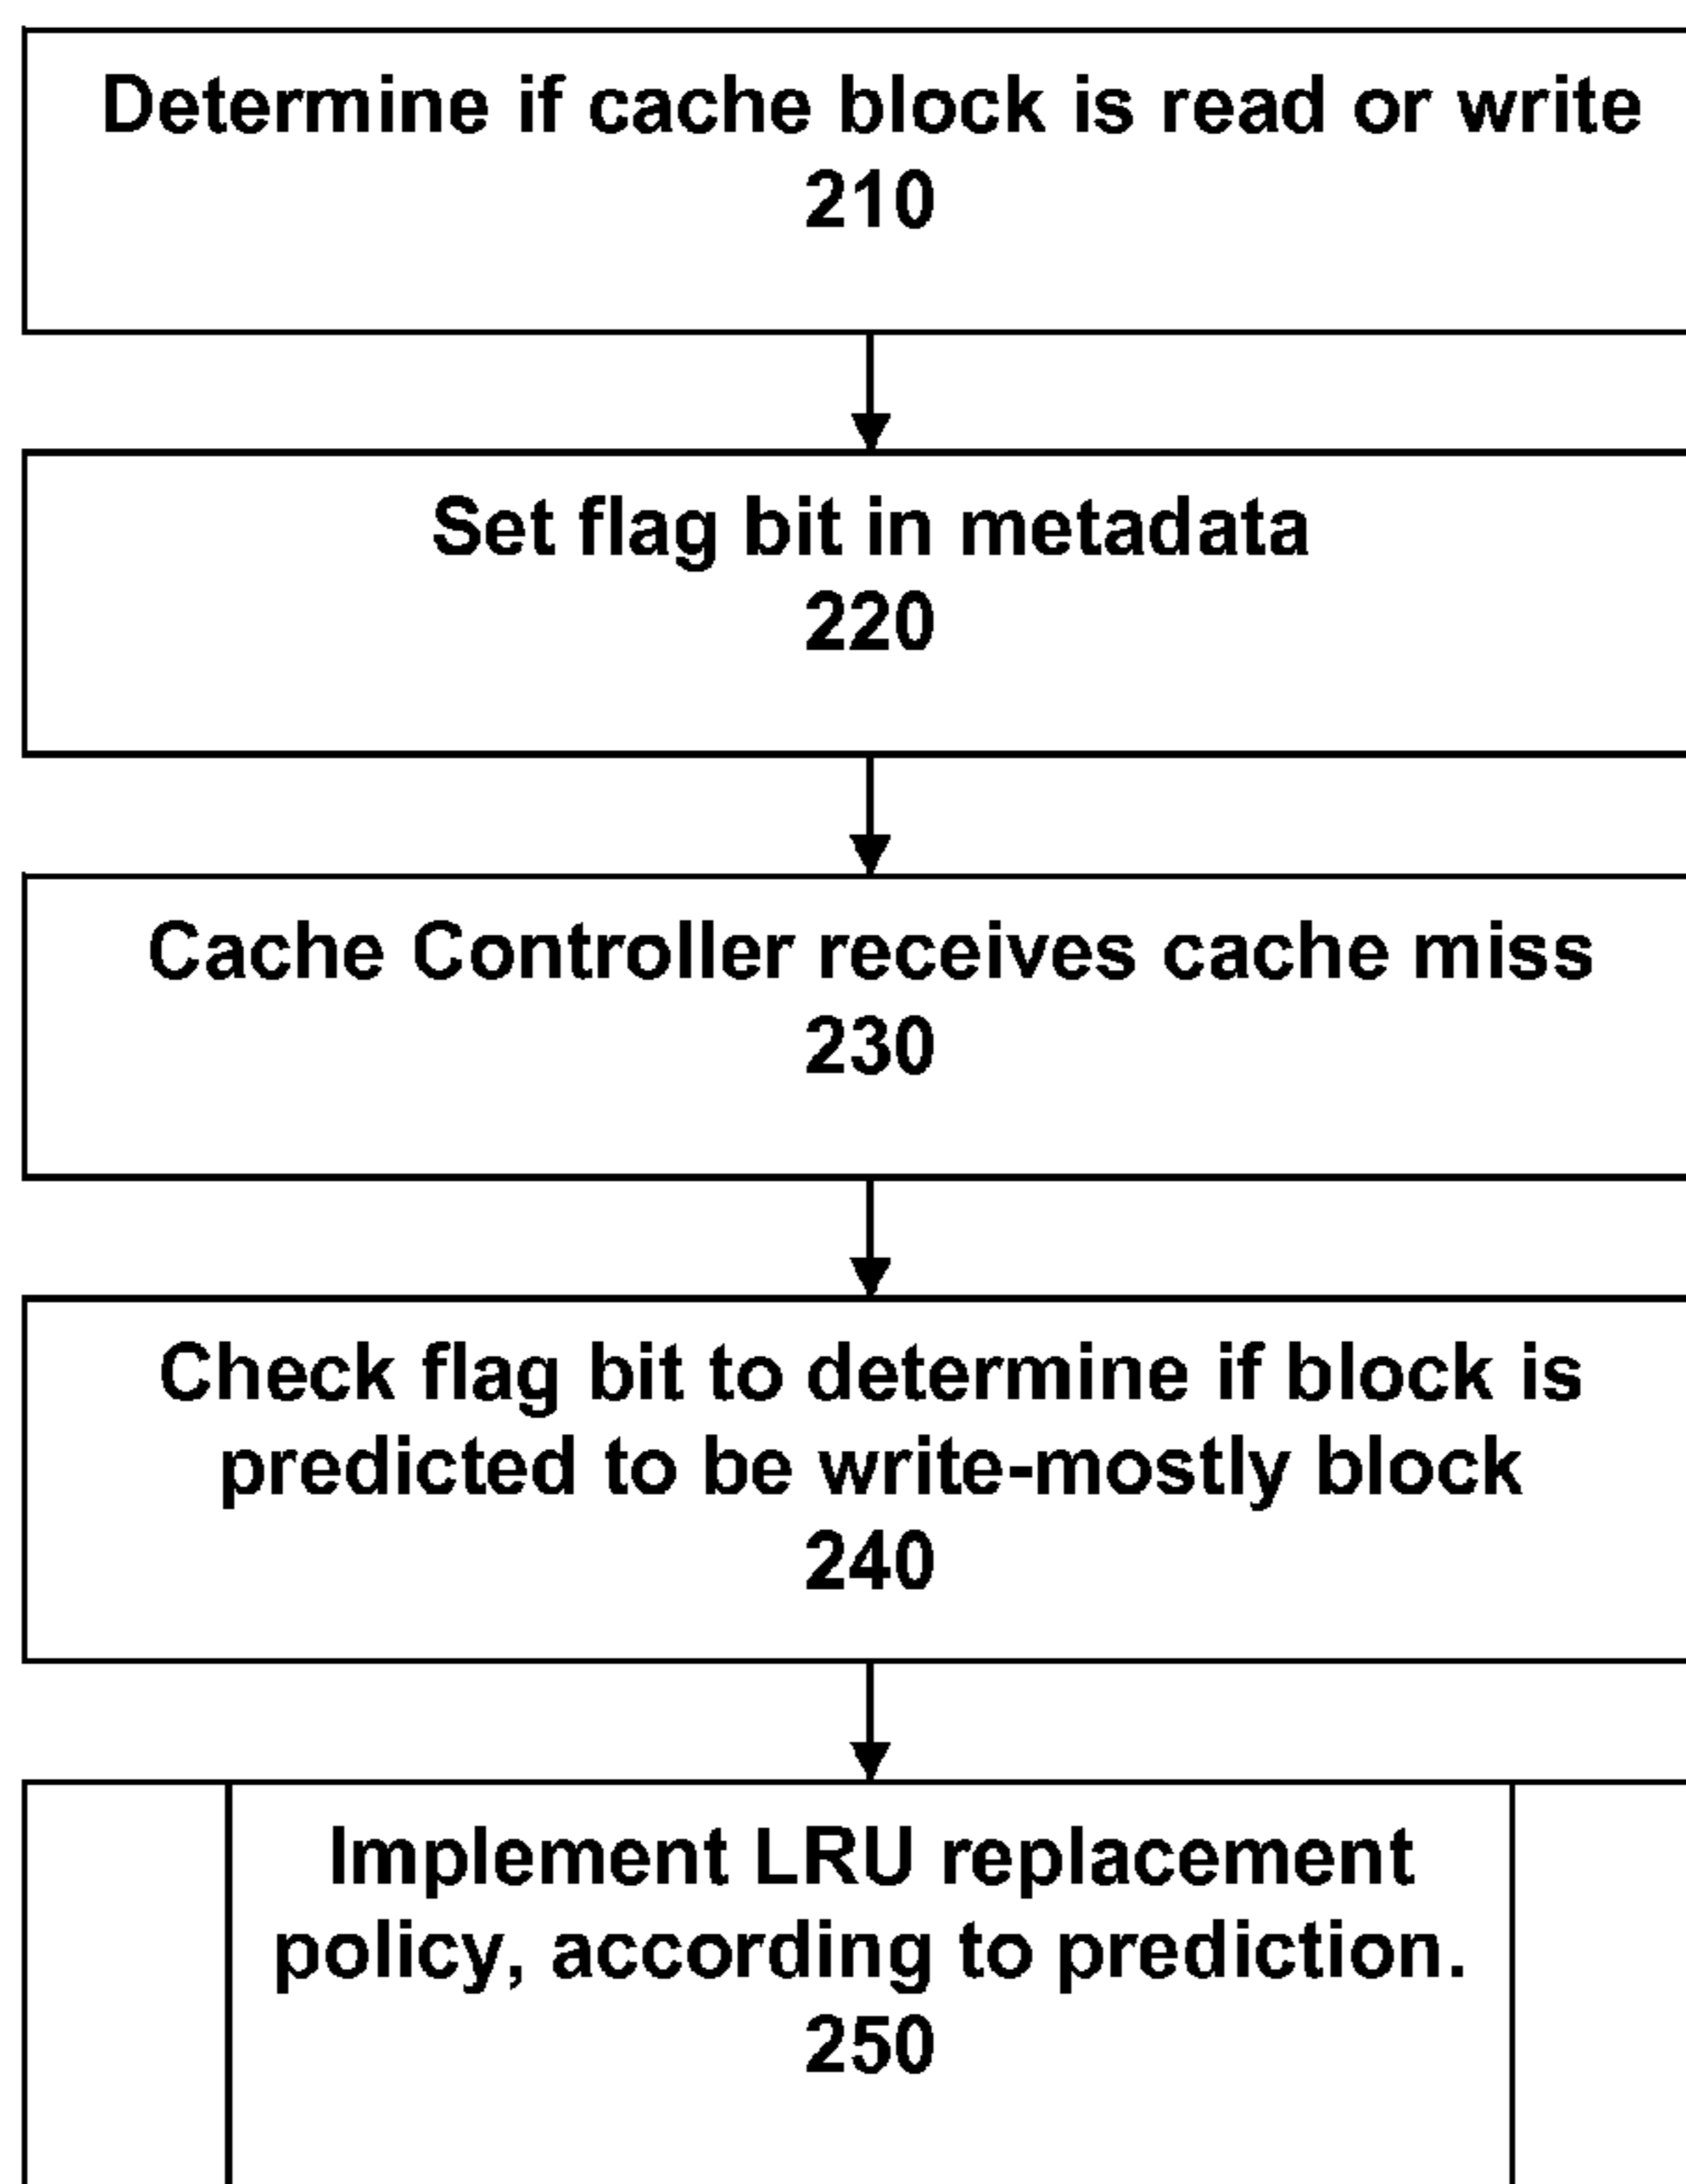 Determine if cache block is read or write
210
Set flag bit in metadata
220
Cache Controller receives cache miss
230
Check flag bit to determine if block is
predicted to be write-mostly block
240
Implement LRU replacement
policy, according to prediction.
250